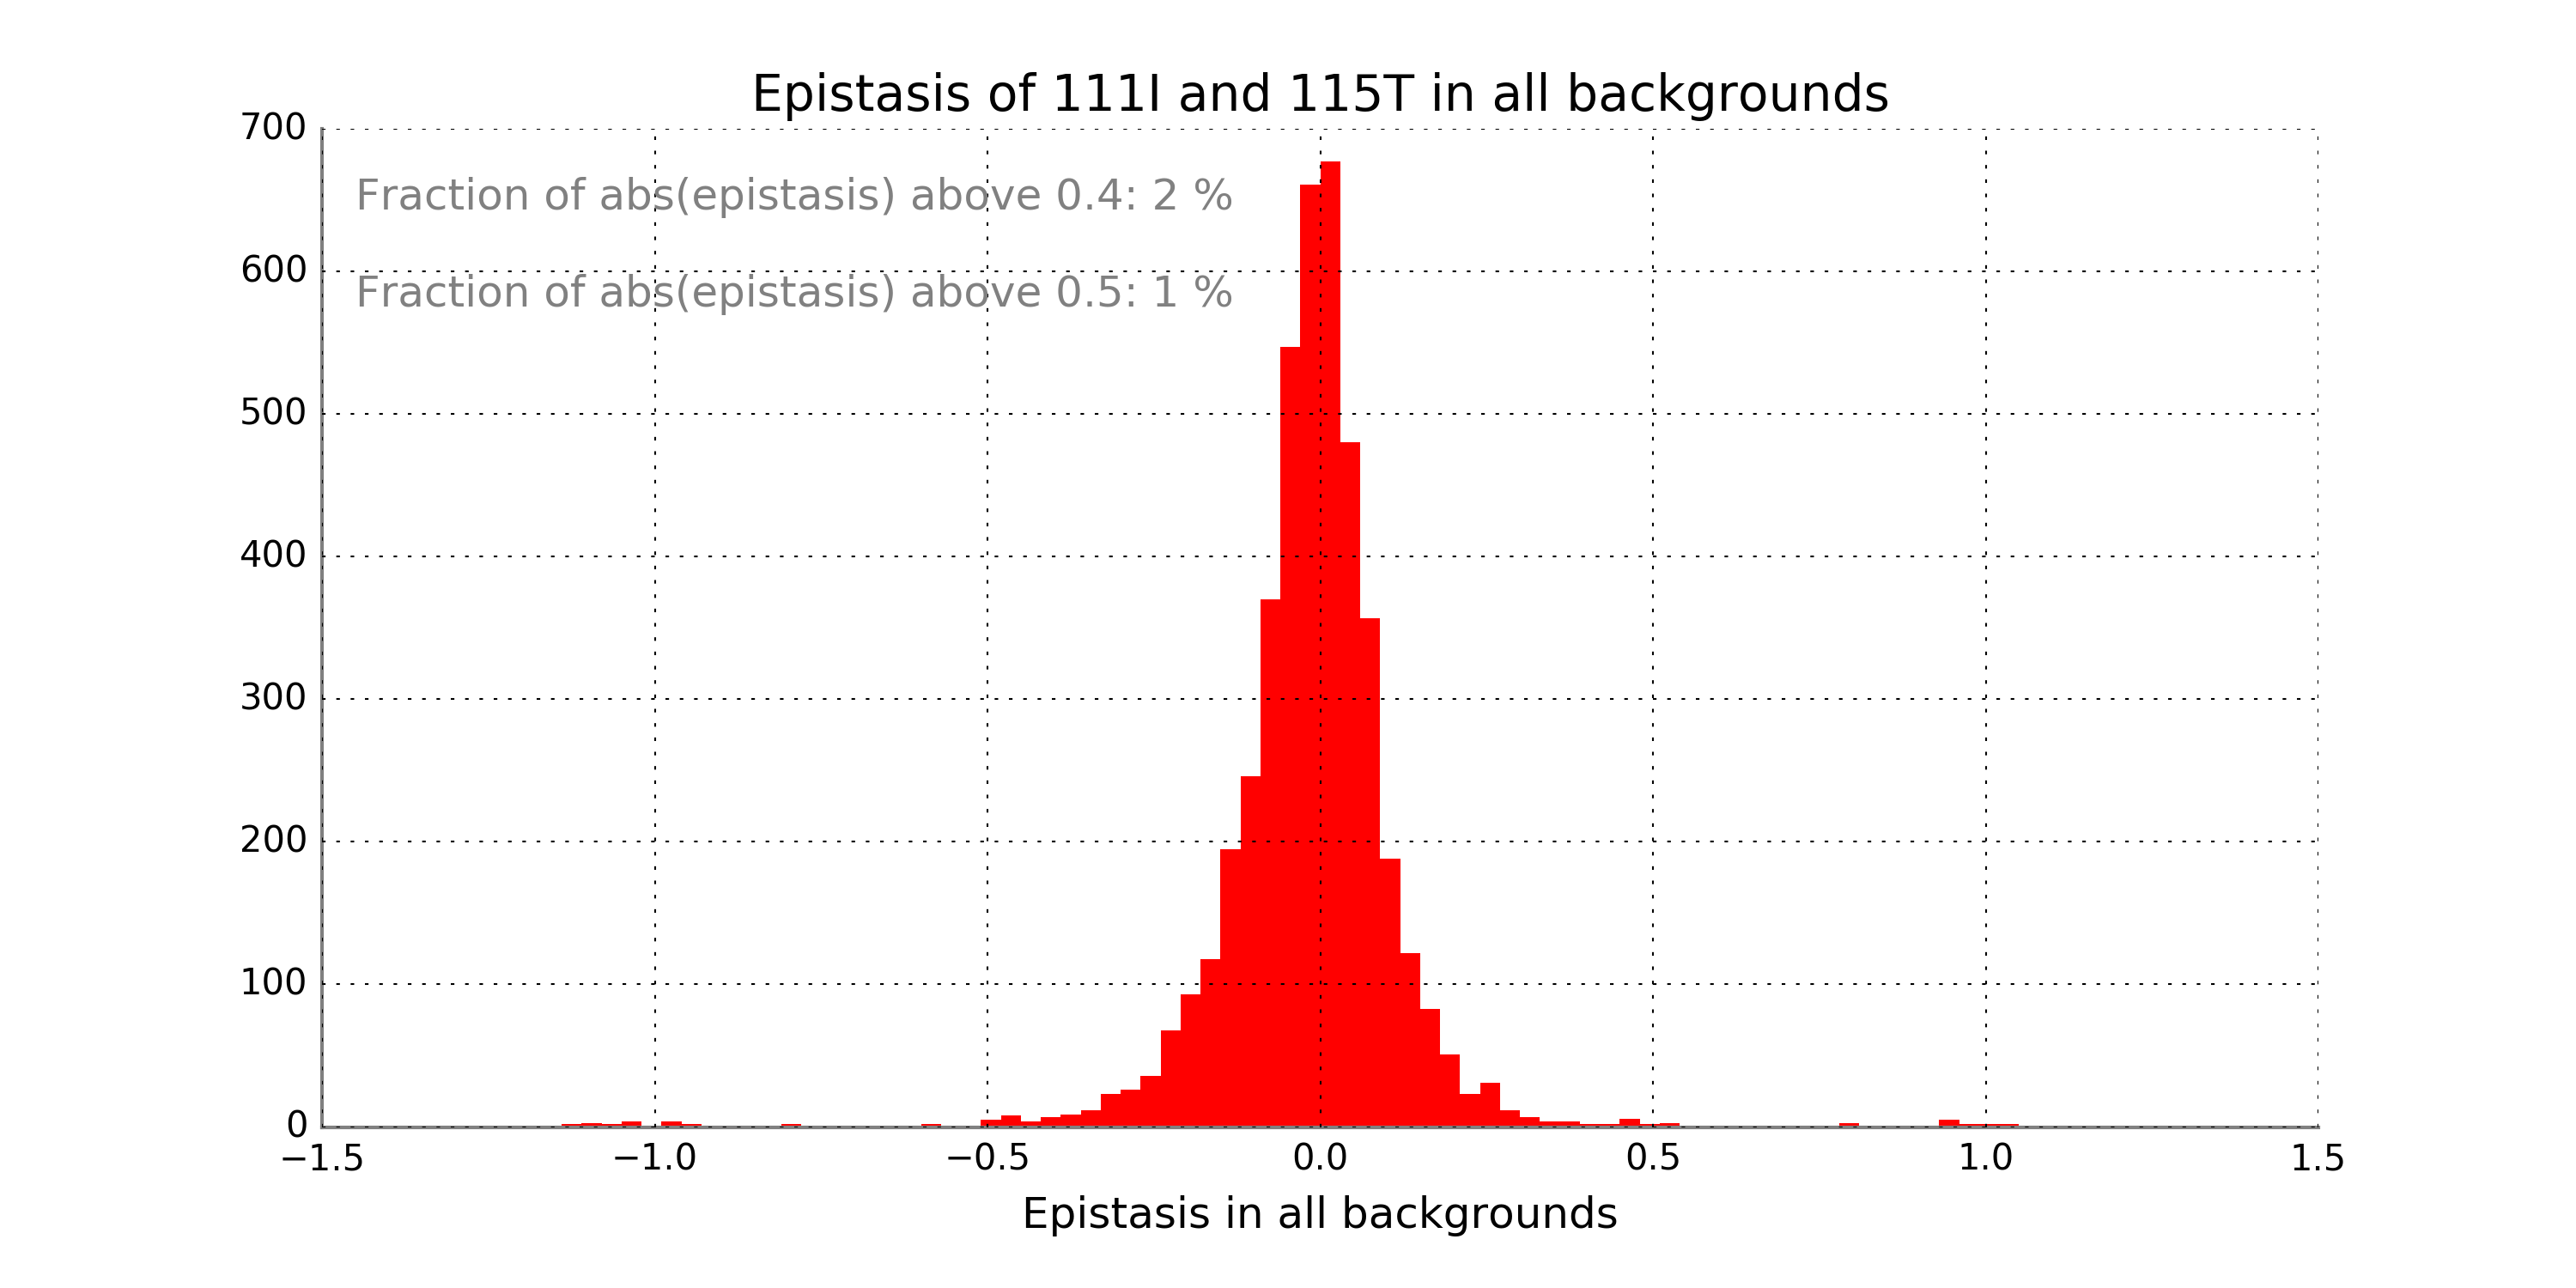 Epistasis of 111I and 115T in all backgrounds
700
Fraction of abs(epistasis) above 0.4: 2 %
600
Fraction of abs(epistasis) above 0.5: 1 %
500
400
300
200
100
0
−1.5 −1.0 −0.5 0.0 0.5 1.0 1.5
Epistasis in all backgrounds